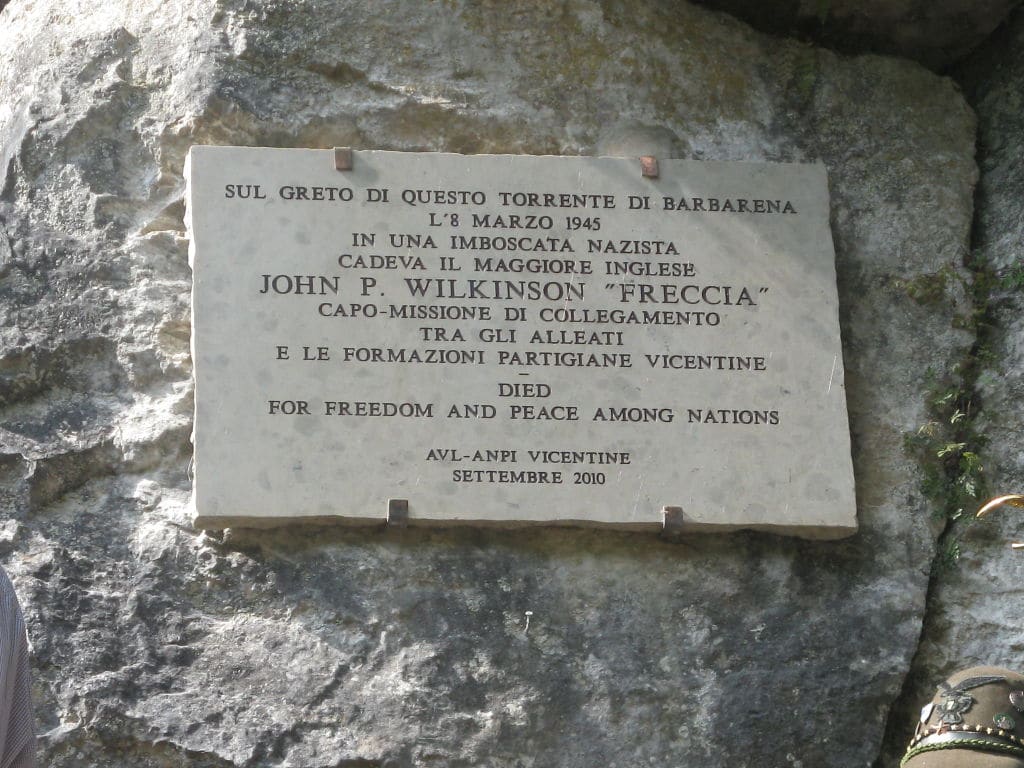 SUL GRETO DI QUESTO TORRENTE DI BARBARENA
L'8 MARZO 1945
IN UNA IMBOSCATA NAZISTA
CADEVA IL MAGGIORE INGLESE
JOHN P. WILKINSON "FRECCIA"
CAPO-MISSIONE DI COLLEGAMENTO
TRA GLI ALLEATI
E LE FORMAZIONI PARTIGIANE VICENTINE
–
DIED
FOR FREEDOM AND PEACE AMONG NATIONS
AVL-ANPI VICENTINE
SETTEMBRE 2010